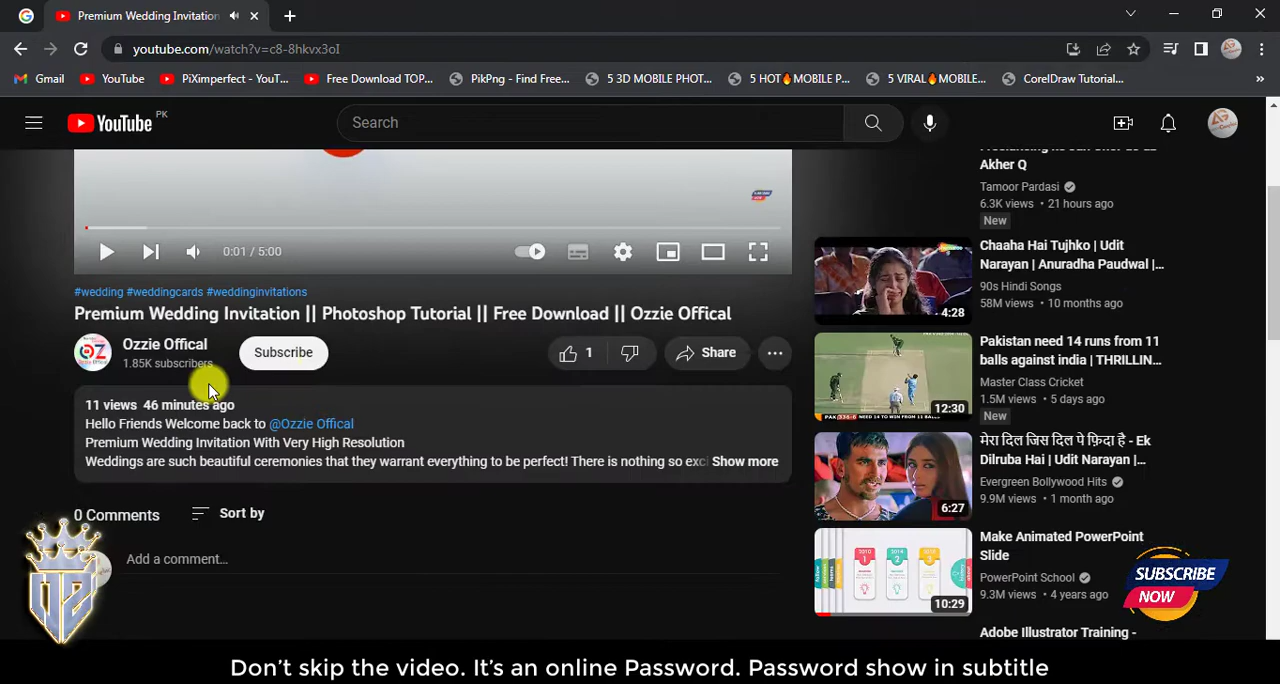 Premium Wedding Invitation
youtube.com/watch?v=c8-8hkvx3oI
Gmail
YouTube
PiXimperfect - YouT...
Free Download TOP...
PikPng - Find Free...
5 3D MOBILE PHOT...
5 HOT🔥MOBILE P...
5 VIRAL🔥MOBILE...
CorelDraw Tutorial...
»
YouTube PK
Search
Akher Q
Tamoor Pardasi
6.3K views • 21 hours ago
New
0:01 / 5:00
Chaaha Hai Tujhko | Udit
Narayan | Anuradha Paudwal |...
90s Hindi Songs
58M views • 10 months ago
4:28
#wedding #weddingcards #weddinginvitations
Premium Wedding Invitation || Photoshop Tutorial || Free Download || Ozzie Offical
Ozzie Offical
1.85K subscribers
Subscribe
1
Share
Pakistan need 14 runs from 11
balls against india | THRILLIN...
Master Class Cricket
1.5M views • 5 days ago
New
12:30
11 views 46 minutes ago
Hello Friends Welcome back to @Ozzie Offical
Premium Wedding Invitation With Very High Resolution
Weddings are such beautiful ceremonies that they warrant everything to be perfect! There is nothing so exc Show more
मेरा दिल जिस दिल पे फ़िदा है - Ek
Dilruba Hai | Udit Narayan |...
Evergreen Bollywood Hits
9.9M views • 1 month ago
6:27
0 Comments
Sort by
Add a comment...
Make Animated PowerPoint
Slide
PowerPoint School
9.3M views • 4 years ago
10:29
SUBSCRIBE
NOW
Adobe Illustrator Training -
Don't skip the video. It's an online Password. Password show in subtitle